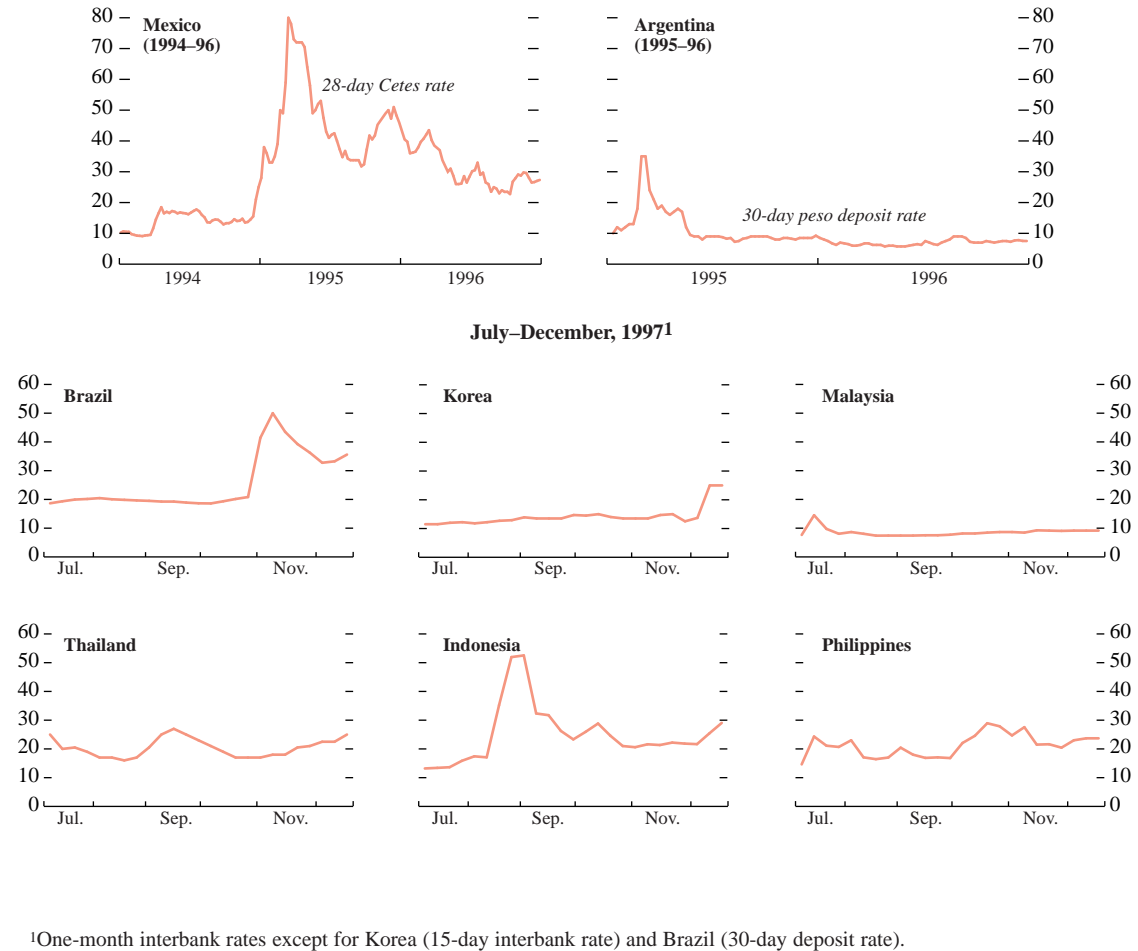 80 Mexico Argentina 80
(1994–96) (1995–96)
70 70
60 28-day Cetes rate 60
50 50
40 40
30 30
20 30-day peso deposit rate 20
10 10
0 0
1994 1995 1996 1995 1996
July–December, 19971
60 Brazil Korea Malaysia 60
50 50
40 40
30 30
20 20
10 10
0 0
Jul. Sep. Nov. Jul. Sep. Nov. Jul. Sep. Nov.
60 Thailand Indonesia Philippines 60
50 50
40 40
30 30
20 20
10 10
0 0
Jul. Sep. Nov. Jul. Sep. Nov. Jul. Sep. Nov.
1One-month interbank rates except for Korea (15-day interbank rate) and Brazil (30-day deposit rate).